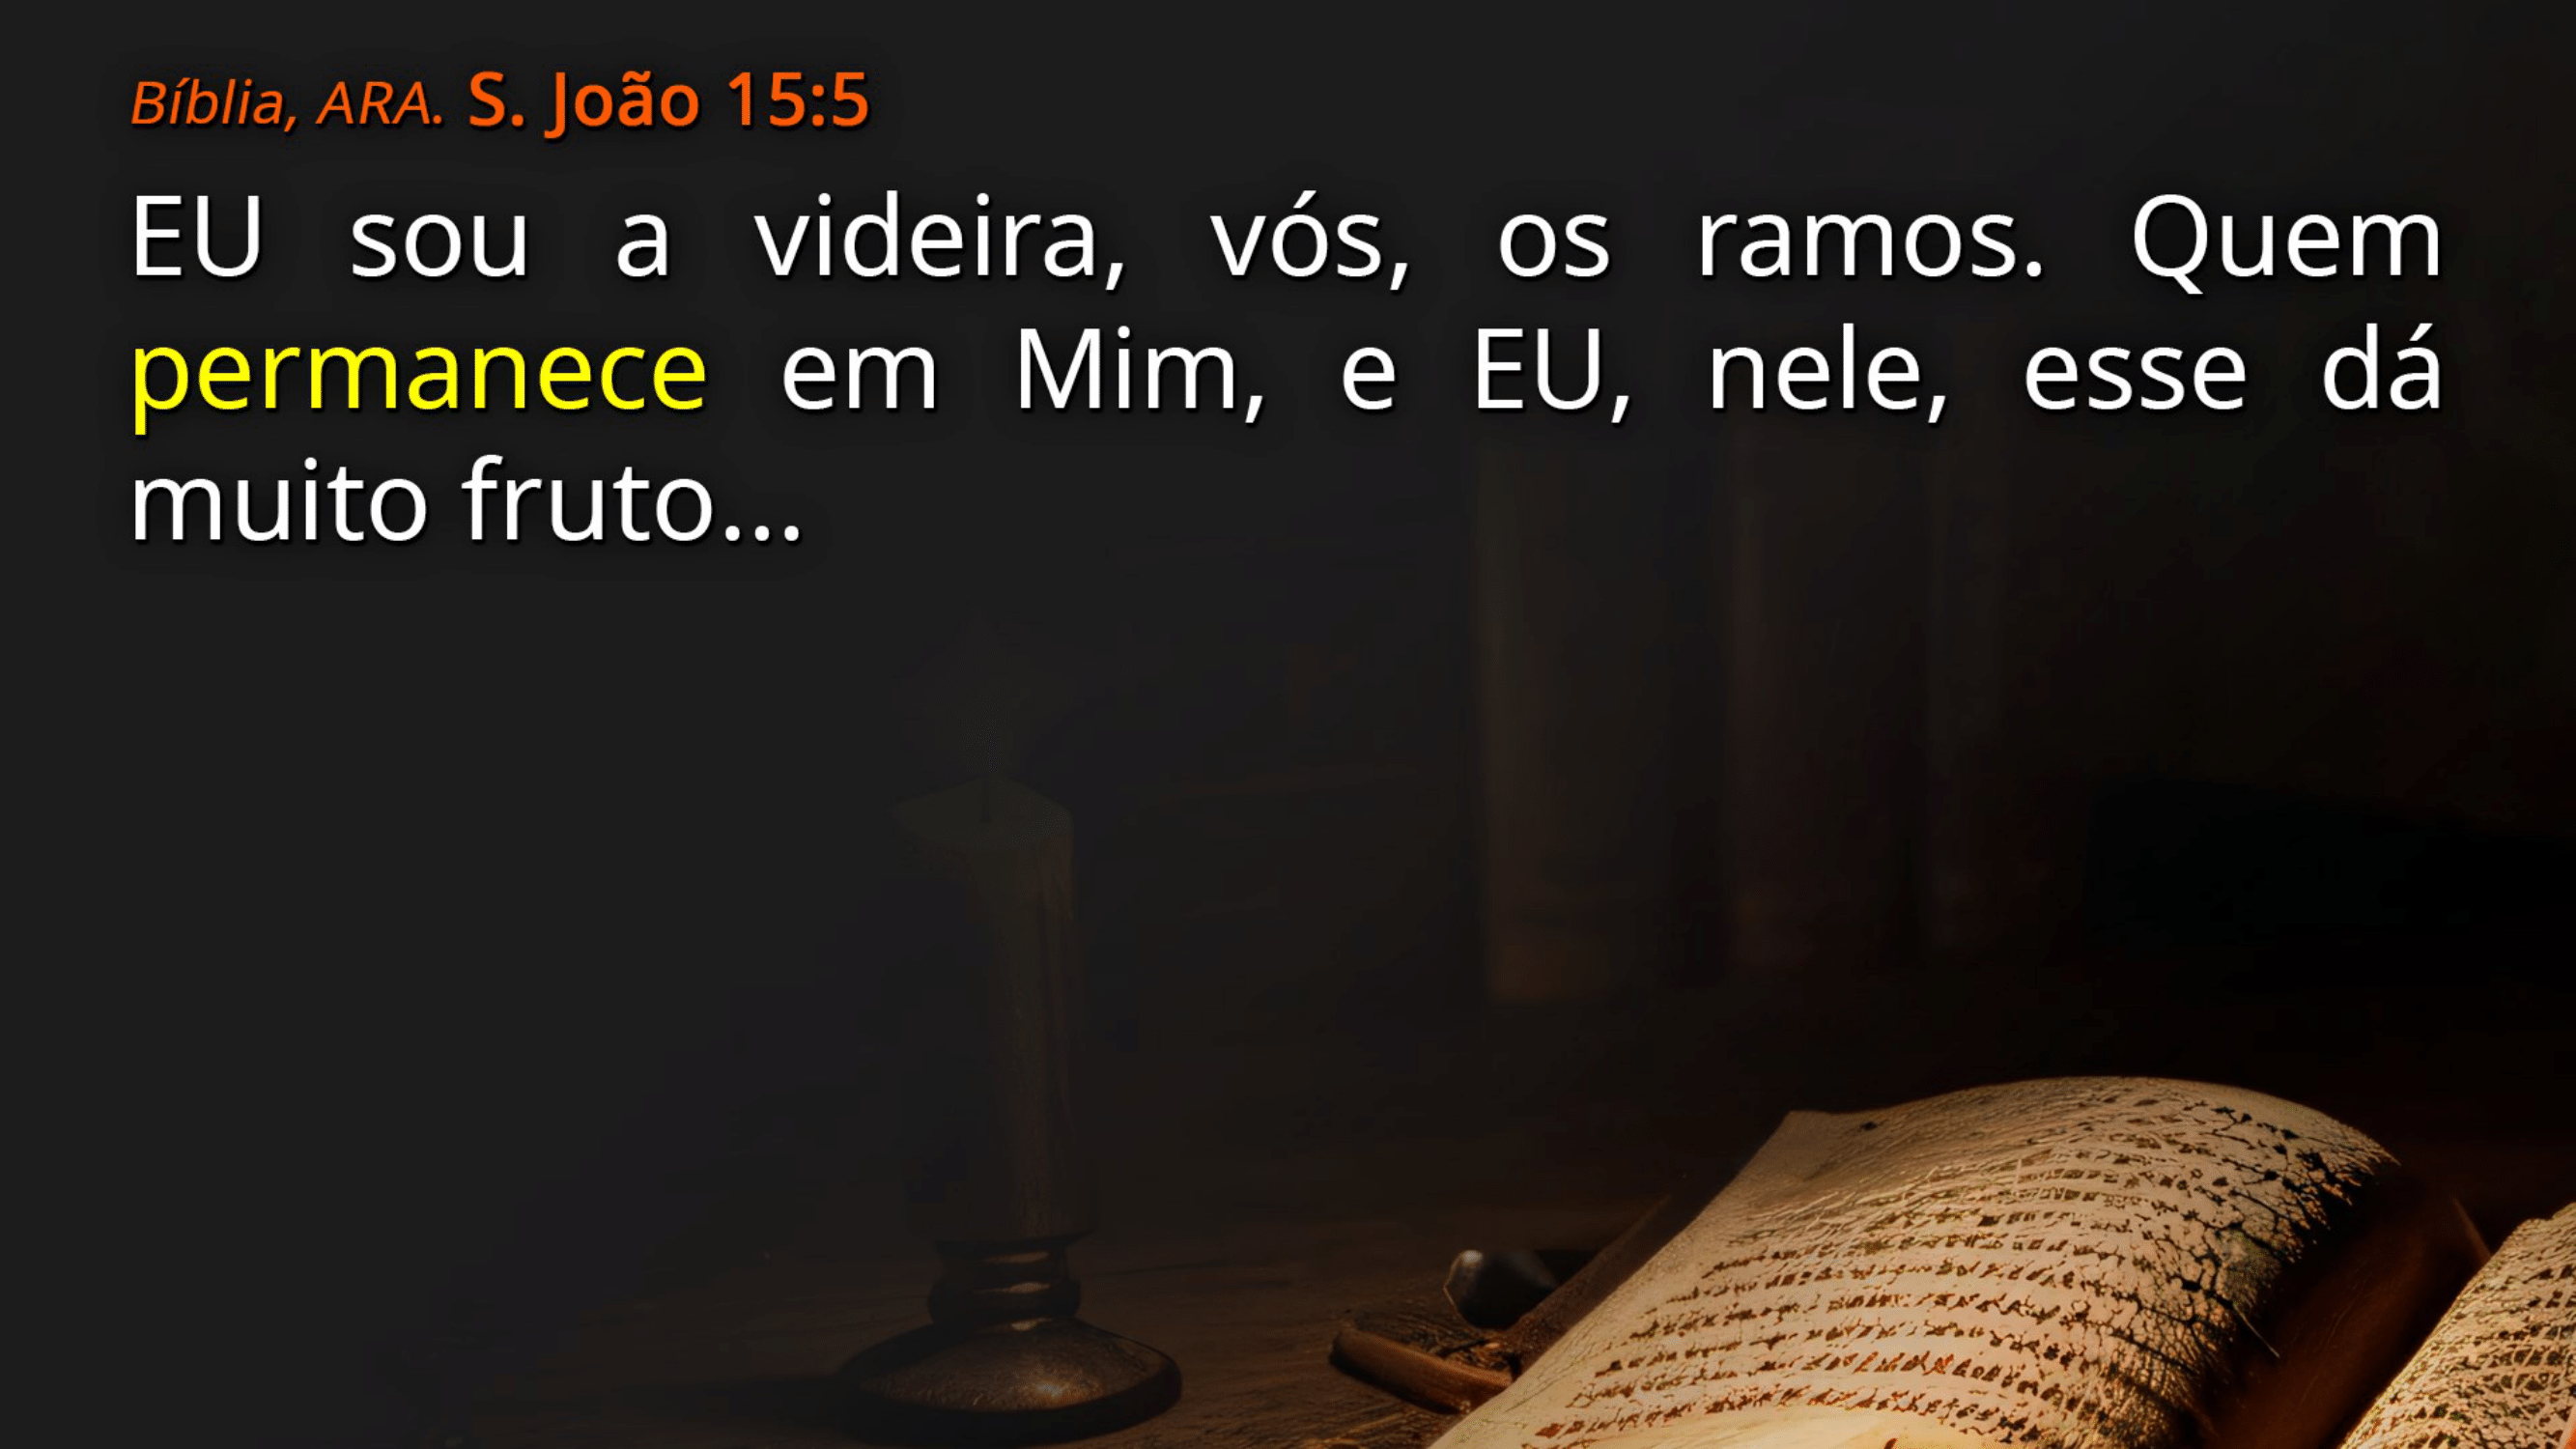 Bíblia, ARA. S. João 15:5
EU sou a videira, vós, os ramos. Quem
permanece em Mim, e EU, nele, esse dá
muito fruto...